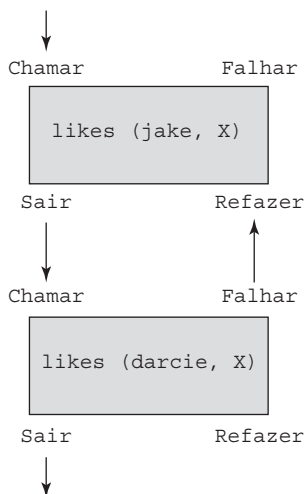 Chamar Falhar
likes (jake, X)
Sair Refazer
Chamar Falhar
likes (darcie, X)
Sair Refazer